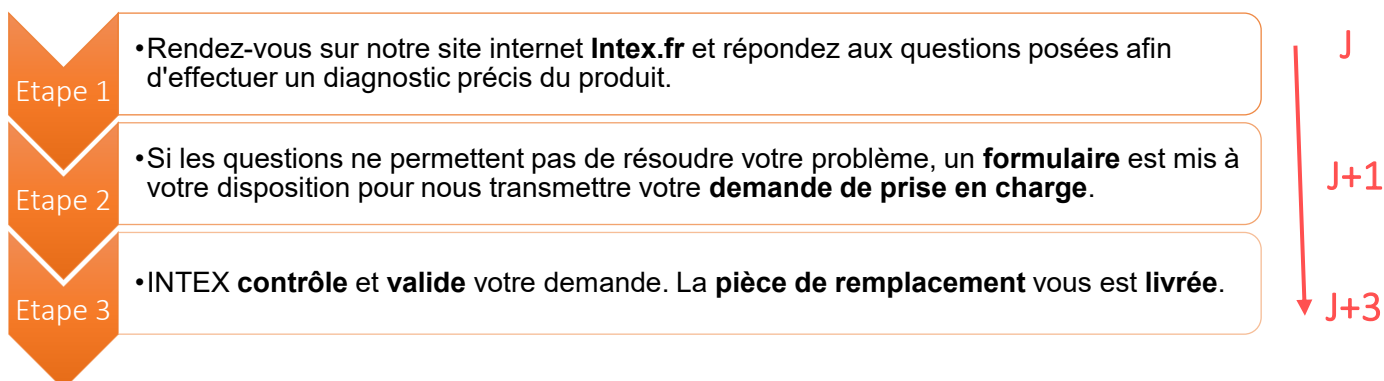 Etape 1
•Rendez-vous sur notre site internet Intex.fr et répondez aux questions posées afin
d'effectuer un diagnostic précis du produit.
J
Etape 2
•Si les questions ne permettent pas de résoudre votre problème, un formulaire est mis à
votre disposition pour nous transmettre votre demande de prise en charge.
J+1
Etape 3
•INTEX contrôle et valide votre demande. La pièce de remplacement vous est livrée.
J+3